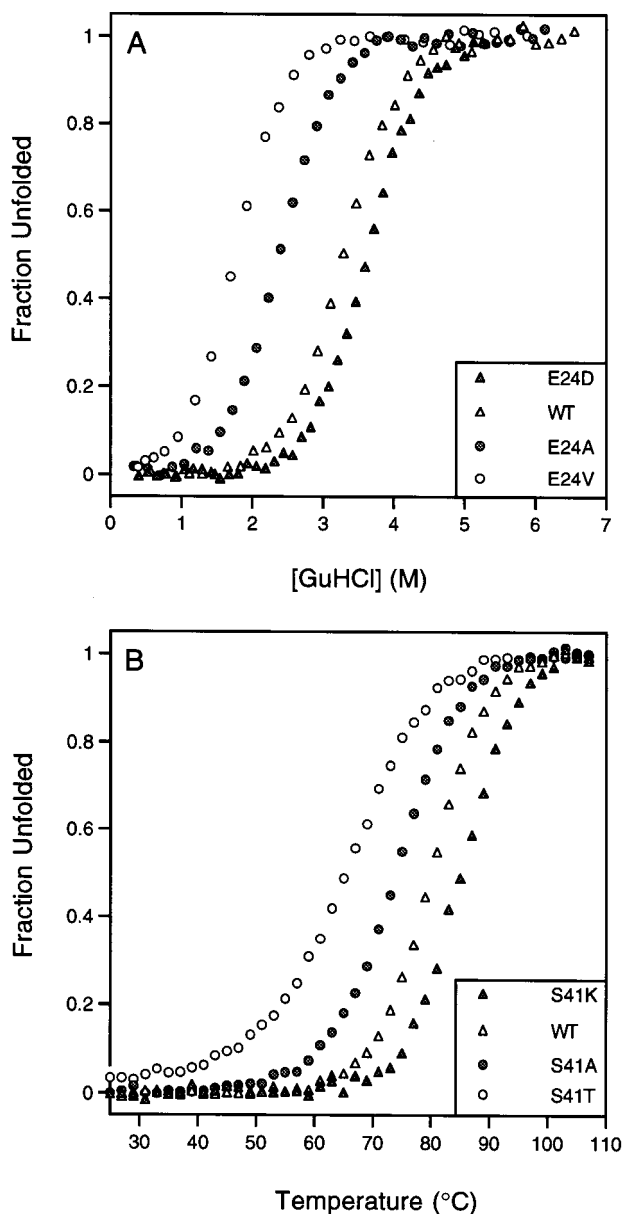 A
Fraction Unfolded
1
0.8
0.6
0.4
0.2
0
E24D
WT
E24A
E24V
0 1 2 3 4 5 6 7
[GuHCl] (M)
B
Fraction Unfolded
1
0.8
0.6
0.4
0.2
0
S41K
WT
S41A
S41T
30 40 50 60 70 80 90 100 110
Temperature (°C)